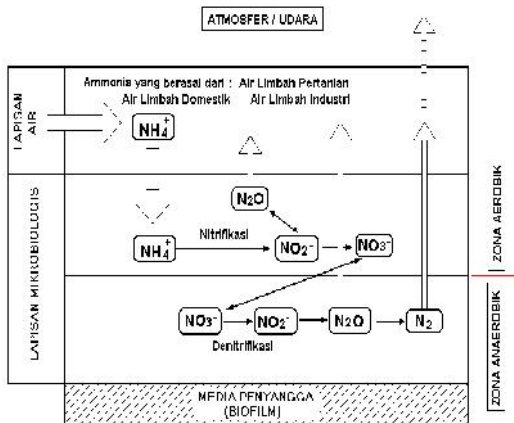 ATMOSFER / UDARA
Ammonia yang berasal dari : Air Limbah Pertanian
Air Limbah Domestik Air Limbah Industri
LAPISAN
AIR
NH₄⁺
N₂O
NH₄⁺
Nitrifikasi
NO₂⁻
NO₃⁻
ZONA AEROBIK
LAPISAN MIKROBIOLOGIS
NO₃⁻
NO₂⁻
N₂O
N₂
Denitrifikasi
ZONA ANAEROBIK
MEDIA PENYANGGA
(BIOFILM)